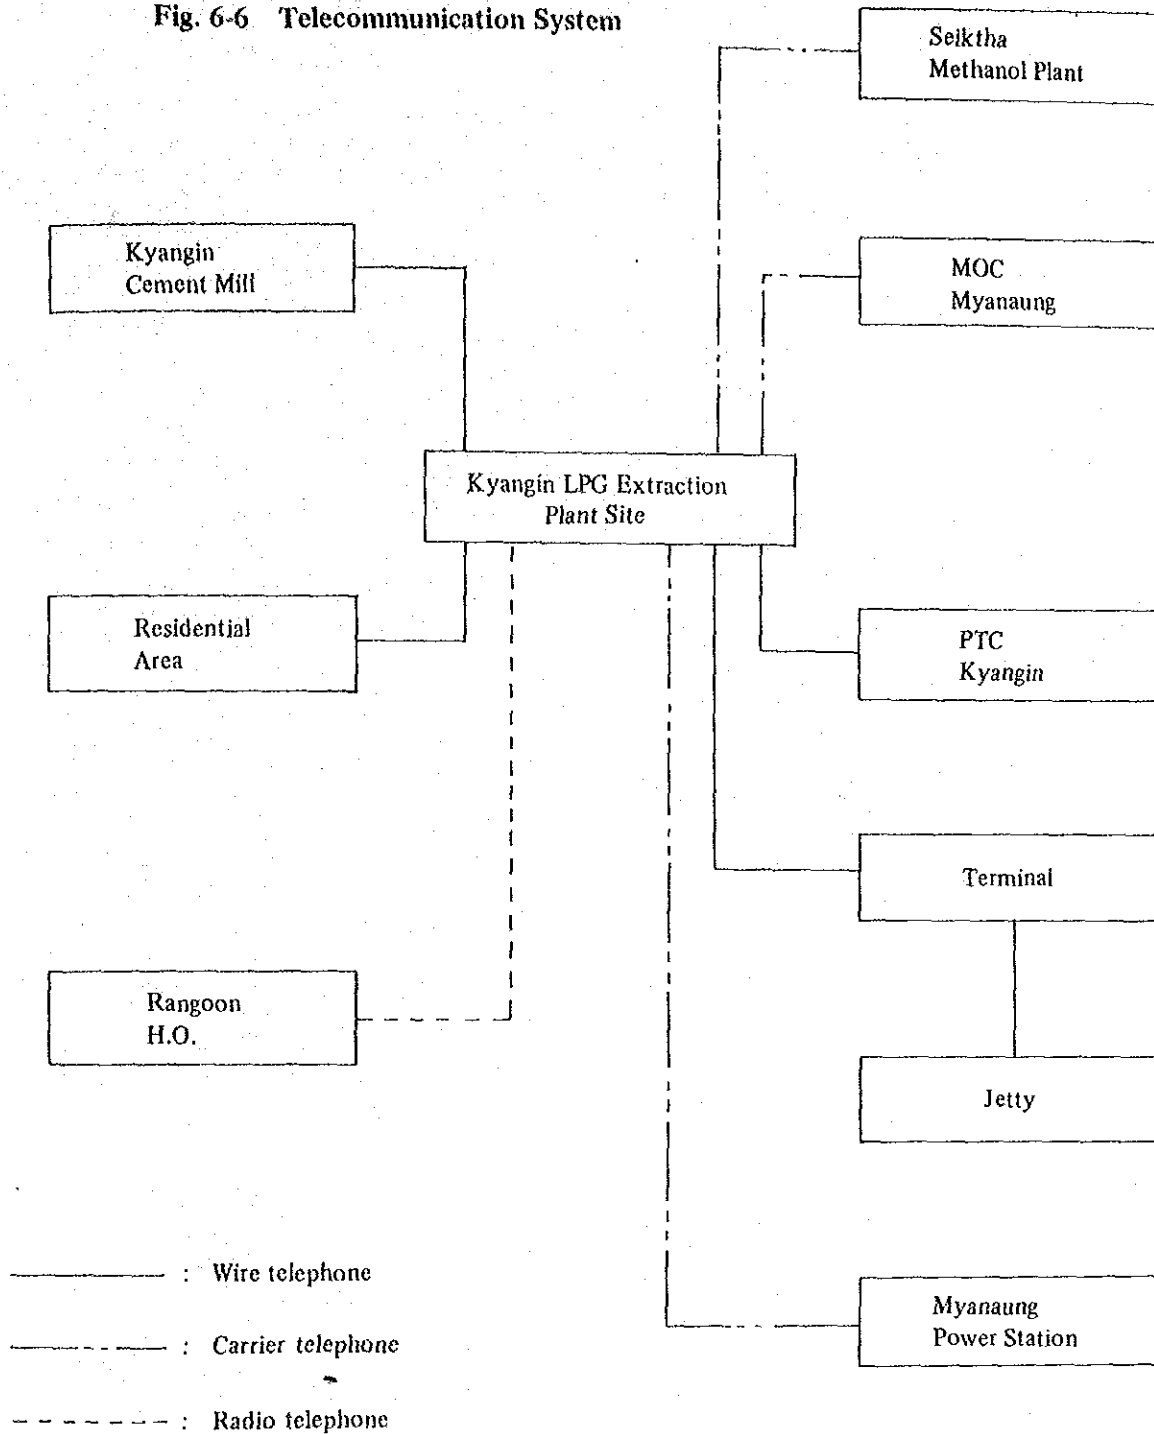 Fig. 6-6 Telecommunication System
Seiktha
Methanol Plant
Kyangin
Cement Mill
MOC
Myanaung
Kyangin LPG Extraction
Plant Site
Residential
Area
PTC
Kyangin
Terminal
Rangoon
H.O.
Jetty
Myanaung
Power Station
: Wire telephone
: Carrier telephone
: Radio telephone